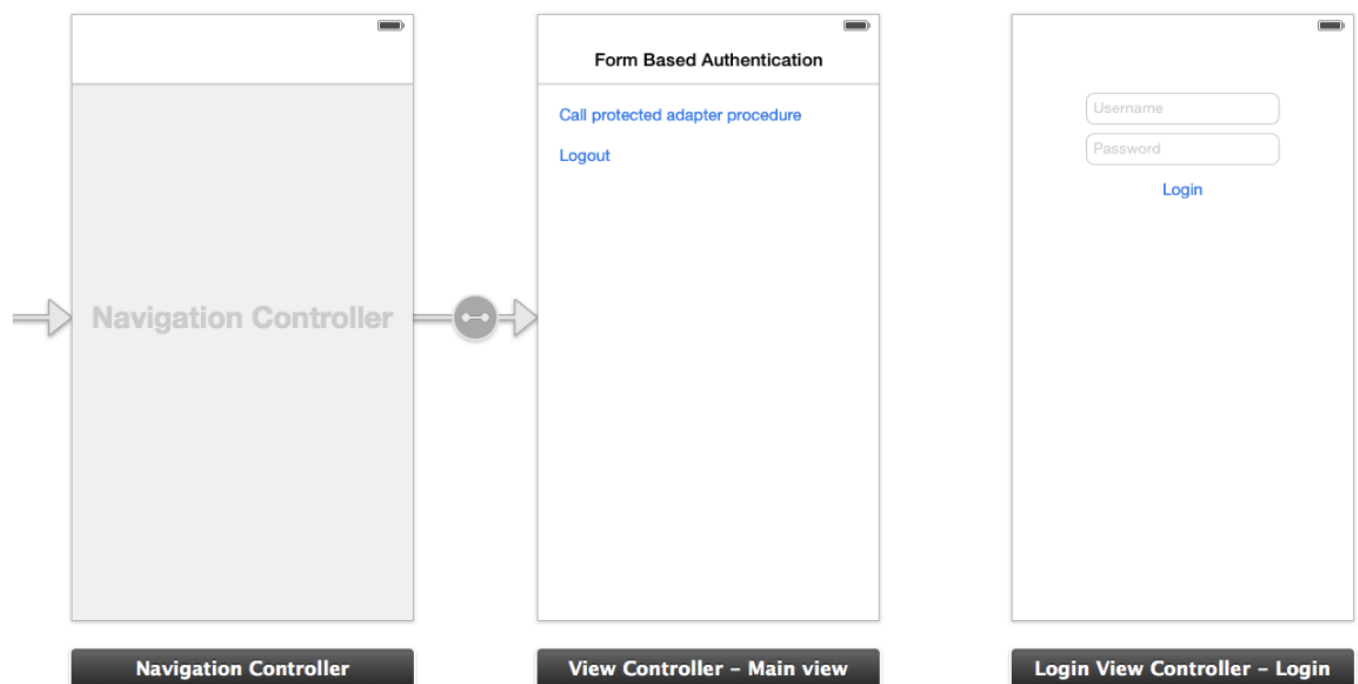 Navigation Controller
Form Based Authentication
Call protected adapter procedure
Logout
Username
Password
Login
Navigation Controller
View Controller – Main view
Login View Controller – Login